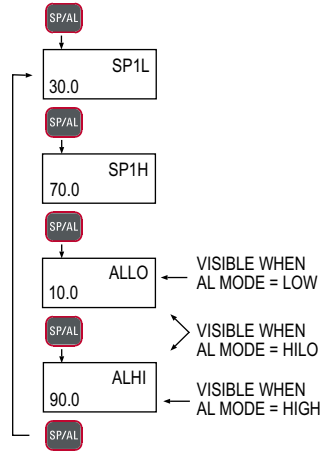 SP/AL
SP1L
30.0
SP/AL
SP1H
70.0
SP/AL
ALLO
10.0
VISIBLE WHEN
AL MODE = LOW
SP/AL
VISIBLE WHEN
AL MODE = HILO
ALHI
90.0
VISIBLE WHEN
AL MODE = HIGH
SP/AL